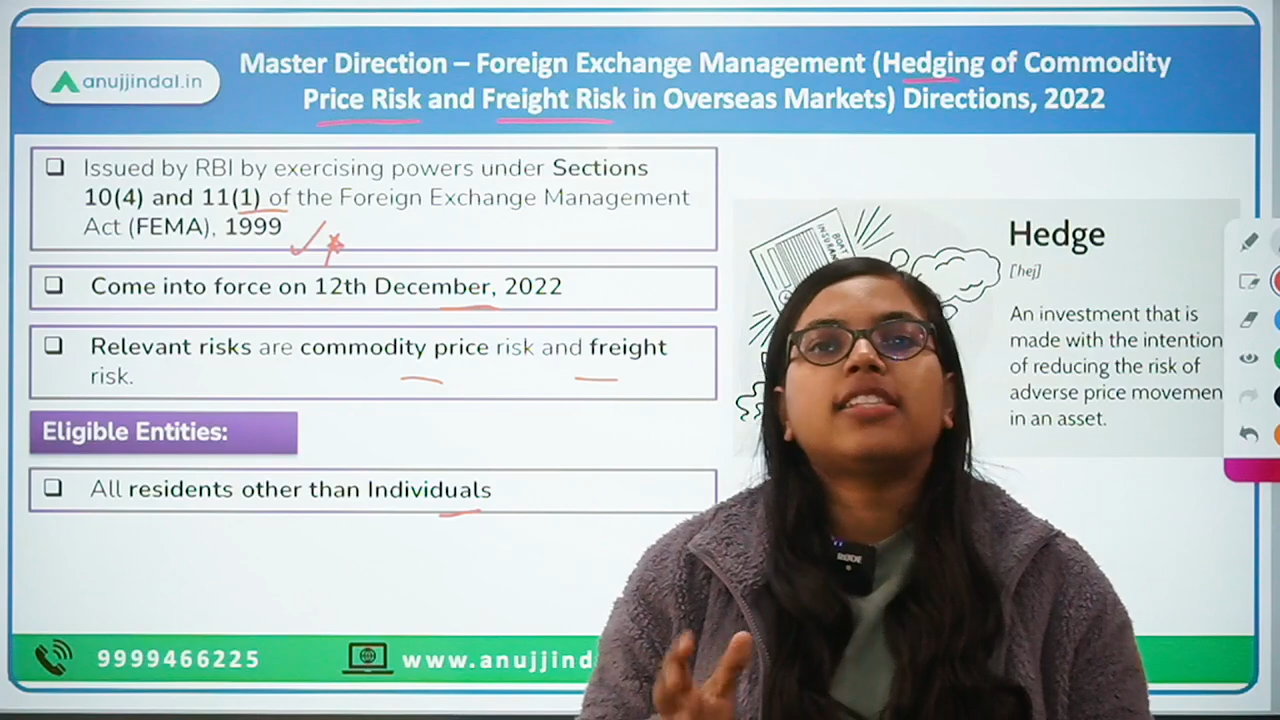 anujjindal.in
Master Direction – Foreign Exchange Management (Hedging of Commodity
Price Risk and Freight Risk in Overseas Markets) Directions, 2022
Issued by RBI by exercising powers under Sections
10(4) and 11(1) of the Foreign Exchange Management
Act (FEMA), 1999
Come into force on 12th December, 2022
Relevant risks are commodity price risk and freight
risk.
Eligible Entities:
All residents other than Individuals
BOAT
Hedge
['hej]
An investment that is
made with the intention
of reducing the risk of
adverse price movemen
in an asset.
RODE
9999466225
www.anujjind